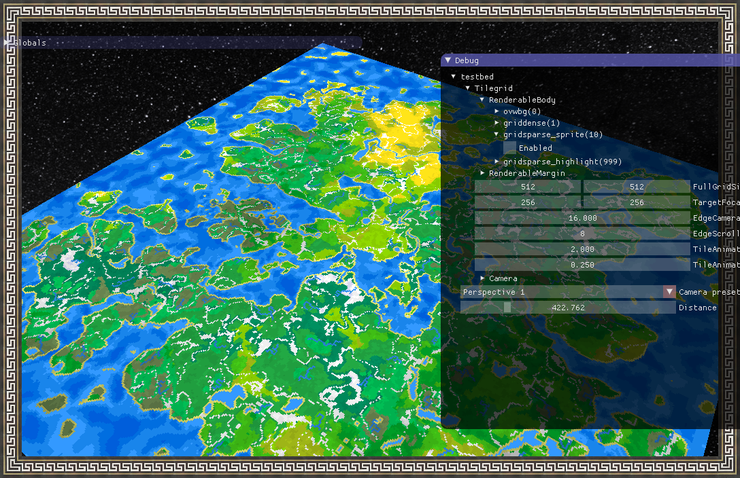 Globals
Debug
testbed
Tilegrid
RenderableBody
ovwbg(0)
griddense(1)
gridsparse_sprite(10)
Enabled
gridsparse_highlight(999)
RenderableMargin
512 512 FullGridSi
256 256 TargetFoca
16.000 EdgeCamera
0 EdgeScroll
2.000 TileAnimat
0.250 TileAnimat
Camera
Perspective 1 Camera preset
422.762 Distance